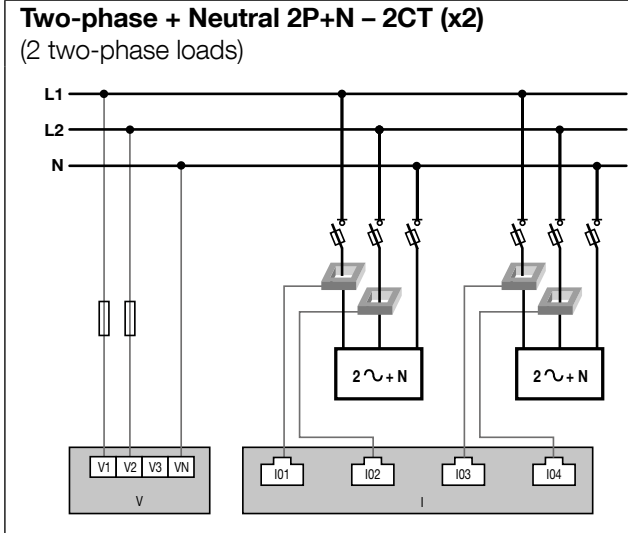 Two-phase + Neutral 2P+N – 2CT (x2)
(2 two-phase loads)
L1
L2
N
2 ∿ + N
2 ∿ + N
V1 V2 V3 VN
V
I01 I02 I03 I04
I